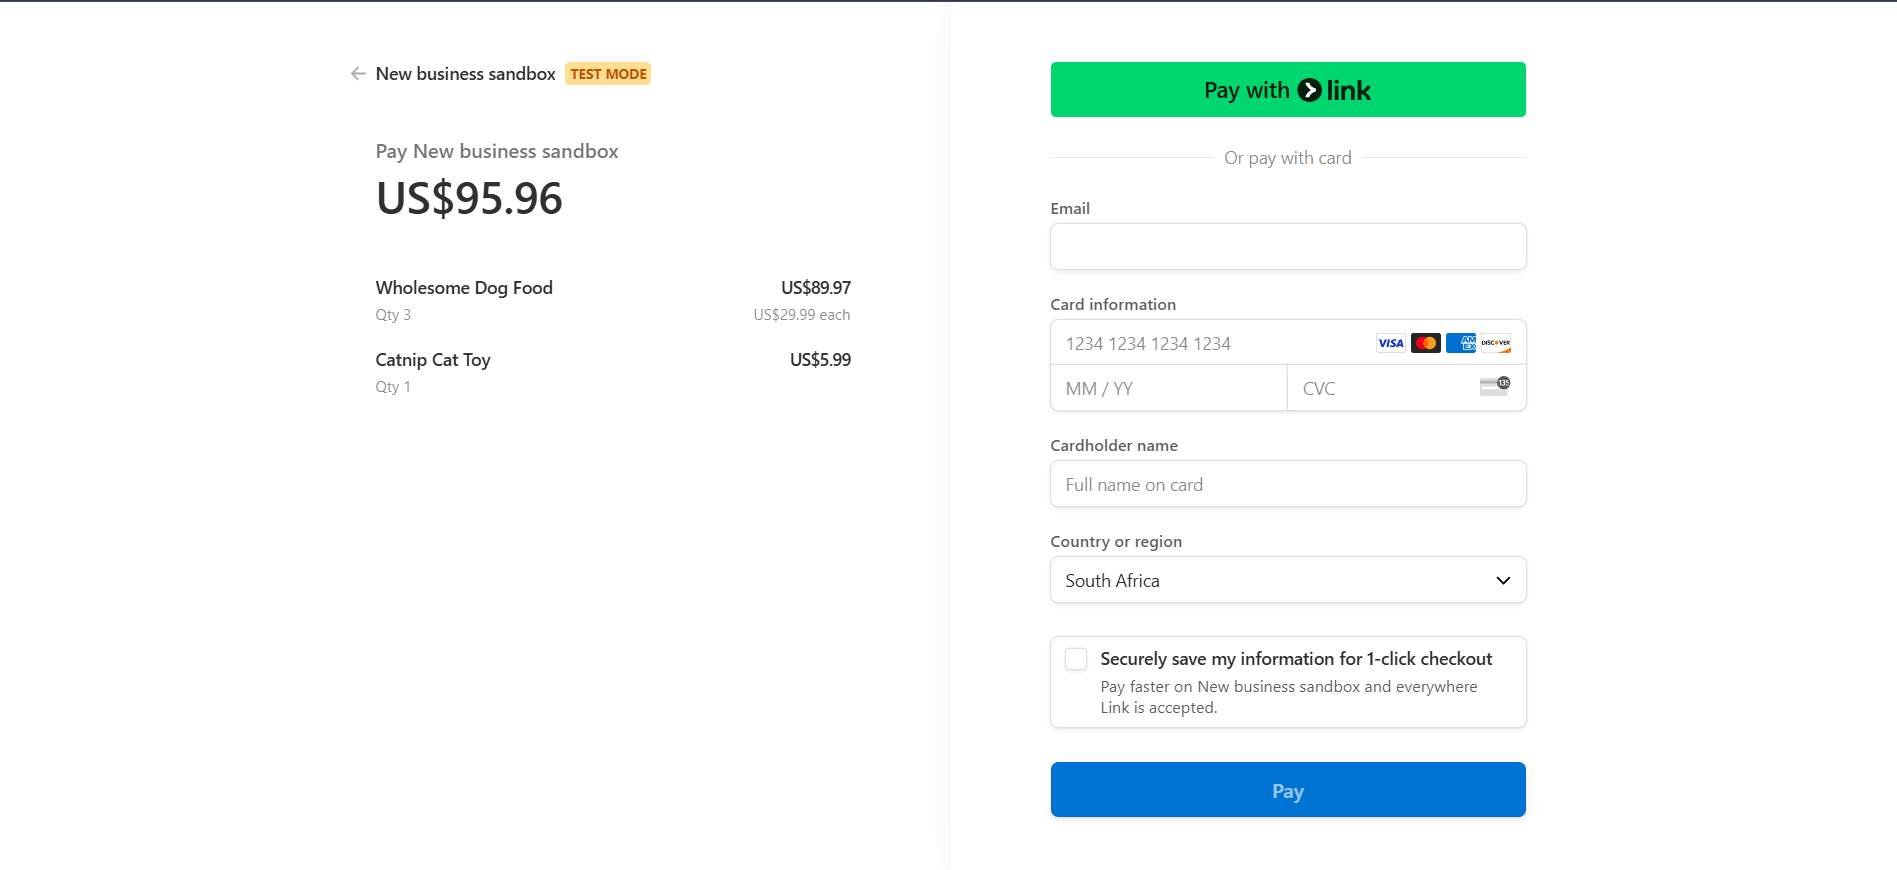 New business sandbox TEST MODE
Pay New business sandbox
US$95.96
Wholesome Dog Food US$89.97
Qty 3 US$29.99 each
Catnip Cat Toy US$5.99
Qty 1
Pay with link
Or pay with card
Email
Card information
1234 1234 1234 1234 VISA AMEX DISCOVER
MM / YY CVC 135
Cardholder name
Full name on card
Country or region
South Africa
Securely save my information for 1-click checkout
Pay faster on New business sandbox and everywhere
Link is accepted.
Pay